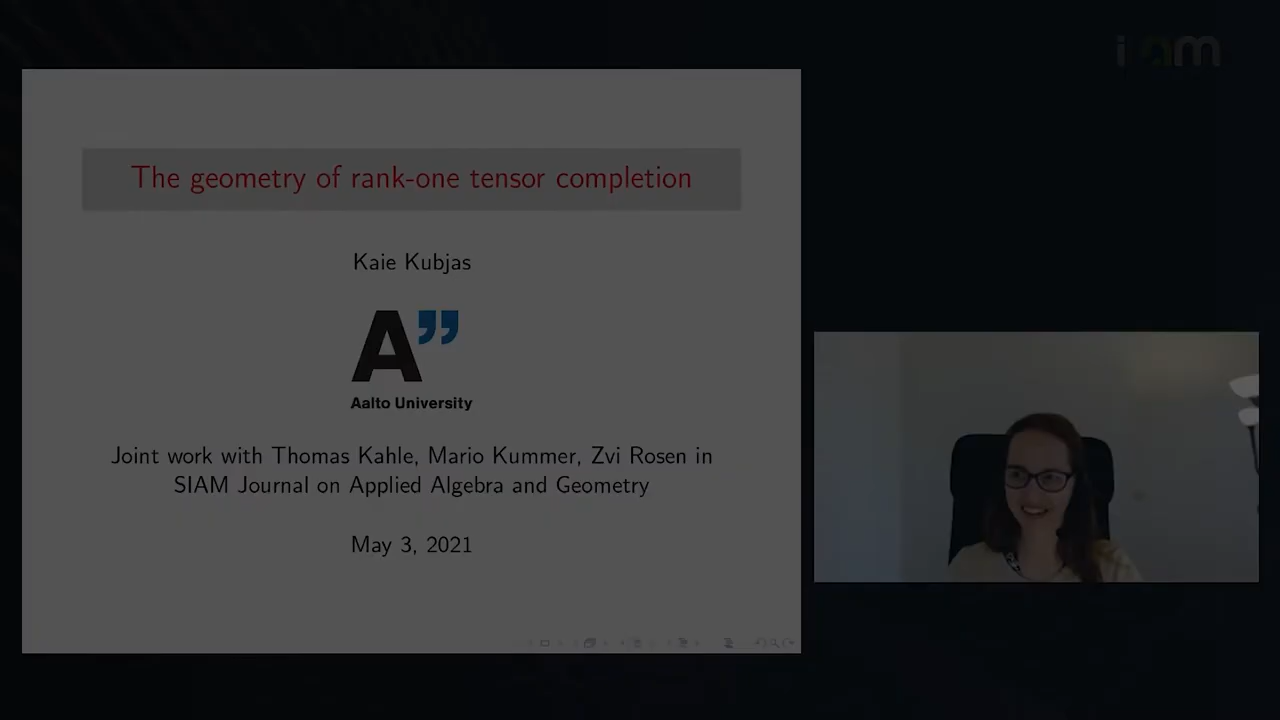 The geometry of rank-one tensor completion
Kaie Kubjas
A”
Aalto University
Joint work with Thomas Kahle, Mario Kummer, Zvi Rosen in
SIAM Journal on Applied Algebra and Geometry
May 3, 2021